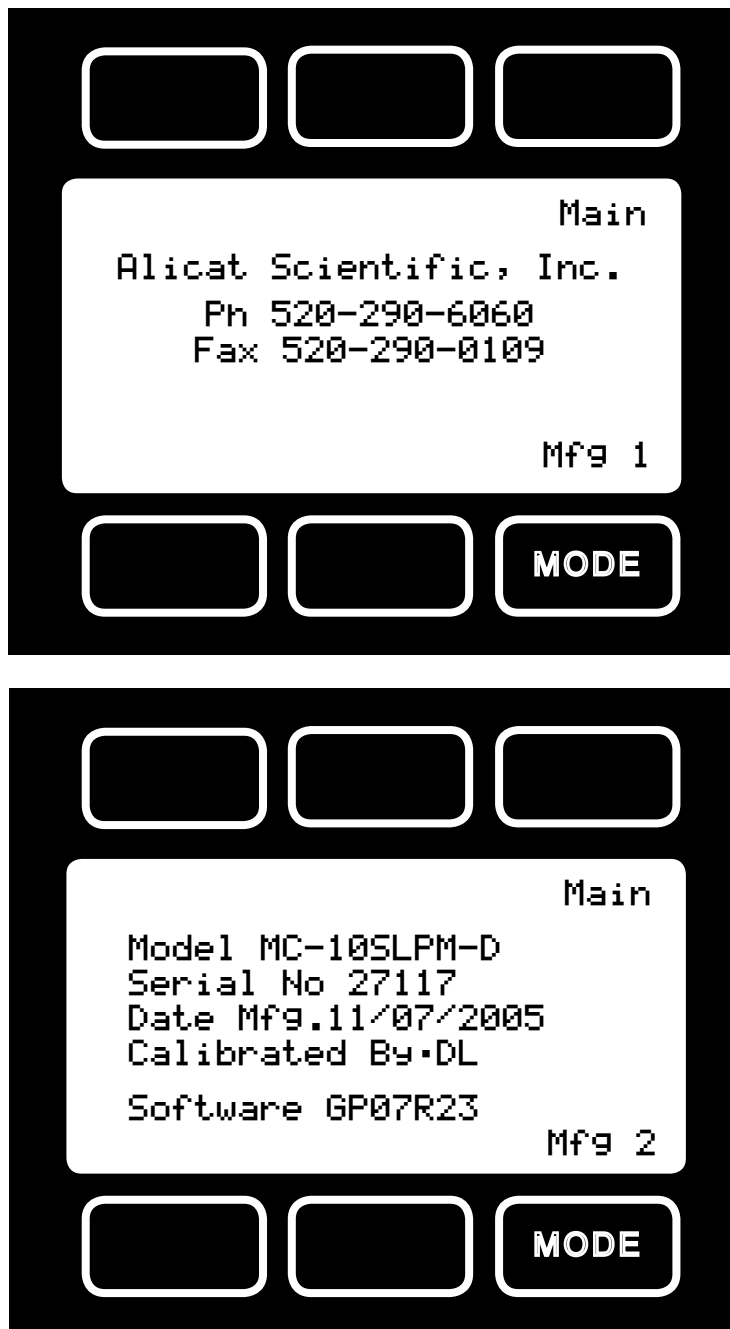 Main
Alicat Scientific, Inc.
Ph 520-290-6060
Fax 520-290-0109
Mfg 1
MODE
Main
Model MC-10SLPM-D
Serial No 27117
Date Mfg.11/07/2005
Calibrated By·DL
Software GP07R23
Mfg 2
MODE